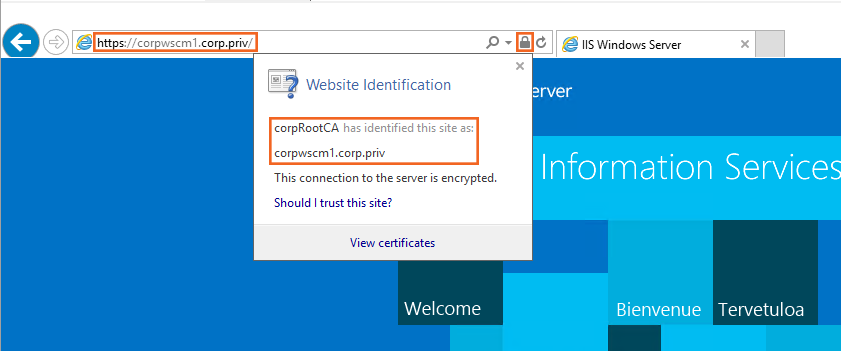 https://corpwscm1.corp.priv/
IIS Windows Server
Website Identification
erver
corpRootCA has identified this site as:
corpwscm1.corp.priv
Information Services
This connection to the server is encrypted.
Should I trust this site?
View certificates
Welcome
Bienvenue
Tervetuloa